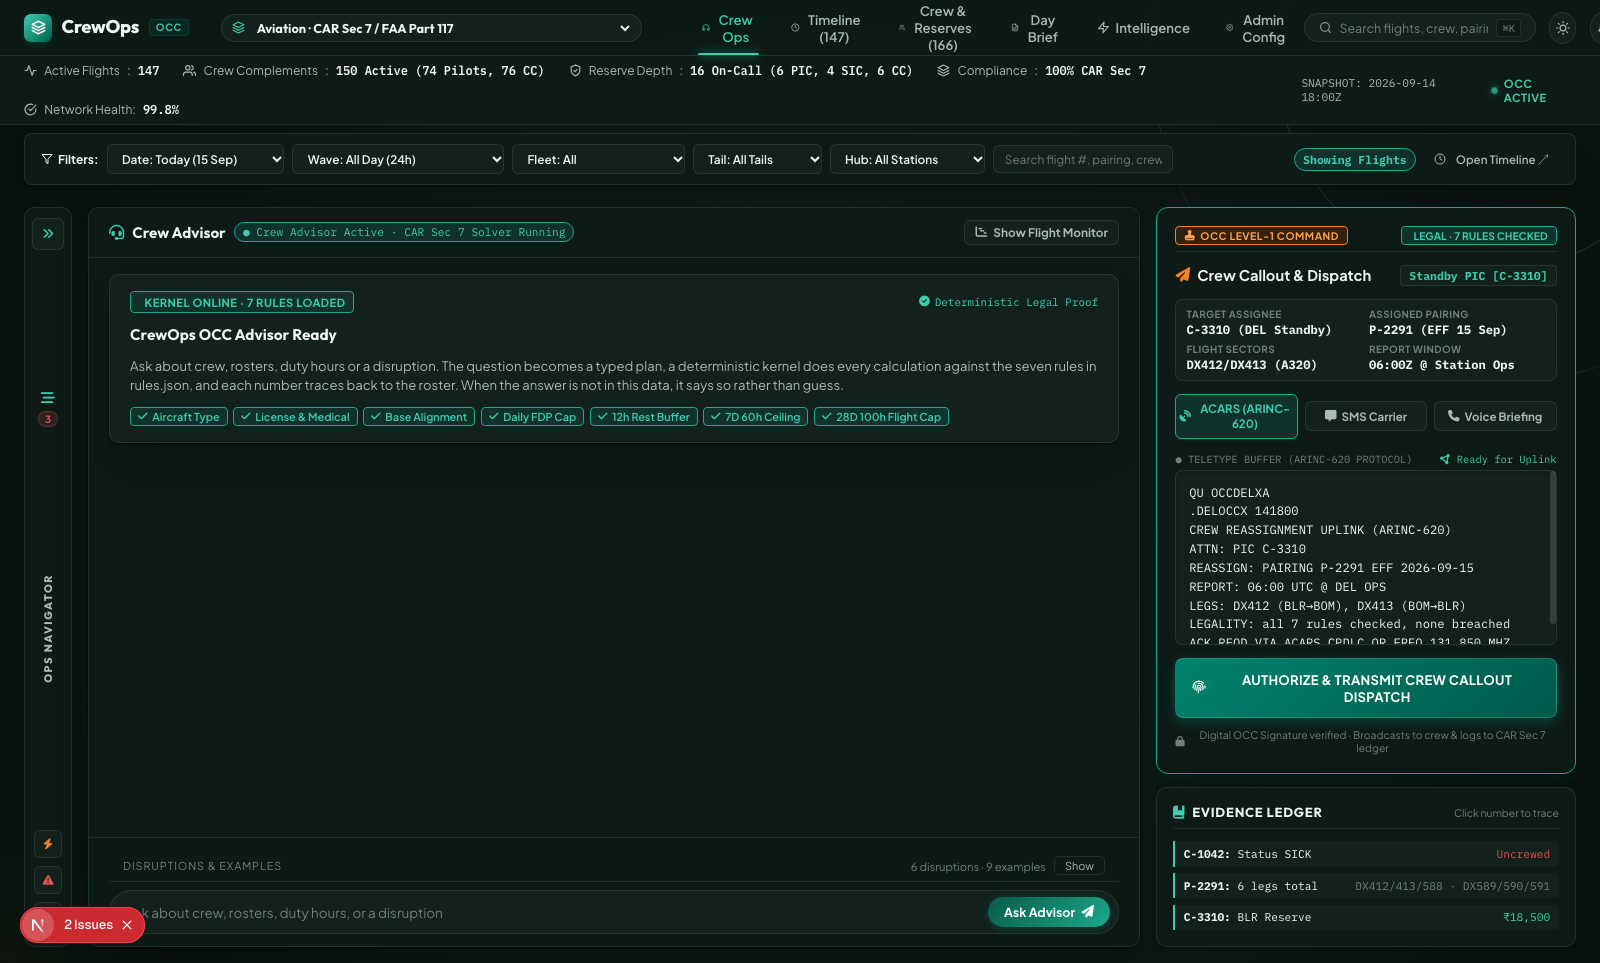 CrewOps OCC
Aviation · CAR Sec 7 / FAA Part 117
Crew Ops
Timeline (147)
Crew & Reserves (166)
Day Brief
Intelligence
Admin Config
Search flights, crew, pairin ⌘K
Active Flights : 147
Crew Complements : 150 Active (74 Pilots, 76 CC)
Reserve Depth : 16 On-Call (6 PIC, 4 SIC, 6 CC)
Compliance : 100% CAR Sec 7
Network Health: 99.8%
SNAPSHOT: 2026-09-14 18:00Z
OCC ACTIVE
Filters:
Date: Today (15 Sep)
Wave: All Day (24h)
Fleet: All
Tail: All Tails
Hub: All Stations
Search flight #, pairing, crew
Showing Flights
Open Timeline ↗
3
OPS NAVIGATOR
Crew Advisor
Crew Advisor Active · CAR Sec 7 Solver Running
Show Flight Monitor
KERNEL ONLINE · 7 RULES LOADED
Deterministic Legal Proof
CrewOps OCC Advisor Ready
Ask about crew, rosters, duty hours or a disruption. The question becomes a typed plan, a deterministic kernel does every calculation against the seven rules in
rules.json, and each number traces back to the roster. When the answer is not in this data, it says so rather than guess.
Aircraft Type
License & Medical
Base Alignment
Daily FDP Cap
12h Rest Buffer
7D 60h Ceiling
28D 100h Flight Cap
DISRUPTIONS & EXAMPLES
6 disruptions · 9 examples
Show
k about crew, rosters, duty hours, or a disruption
Ask Advisor
N 2 Issues
OCC LEVEL-1 COMMAND
LEGAL · 7 RULES CHECKED
Crew Callout & Dispatch
Standby PIC [C-3310]
TARGET ASSIGNEE
C-3310 (DEL Standby)
ASSIGNED PAIRING
P-2291 (EFF 15 Sep)
FLIGHT SECTORS
DX412/DX413 (A320)
REPORT WINDOW
06:00Z @ Station Ops
ACARS (ARINC-
620)
SMS Carrier
Voice Briefing
TELETYPE BUFFER (ARINC-620 PROTOCOL)
Ready for Uplink
QU OCCDELXA
.DELOCCX 141800
CREW REASSIGNMENT UPLINK (ARINC-620)
ATTN: PIC C-3310
REASSIGN: PAIRING P-2291 EFF 2026-09-15
REPORT: 06:00 UTC @ DEL OPS
LEGS: DX412 (BLR→BOM), DX413 (BOM→BLR)
LEGALITY: all 7 rules checked, none breached
ACK REQD VIA ACARS CPDLC OR FREQ 131.850 MHZ
AUTHORIZE & TRANSMIT CREW CALLOUT
DISPATCH
Digital OCC Signature verified · Broadcasts to crew & logs to CAR Sec 7
ledger
EVIDENCE LEDGER
Click number to trace
C-1042: Status SICK
Uncrewed
P-2291: 6 legs total
DX412/413/588 · DX589/590/591
C-3310: BLR Reserve
₹18,500